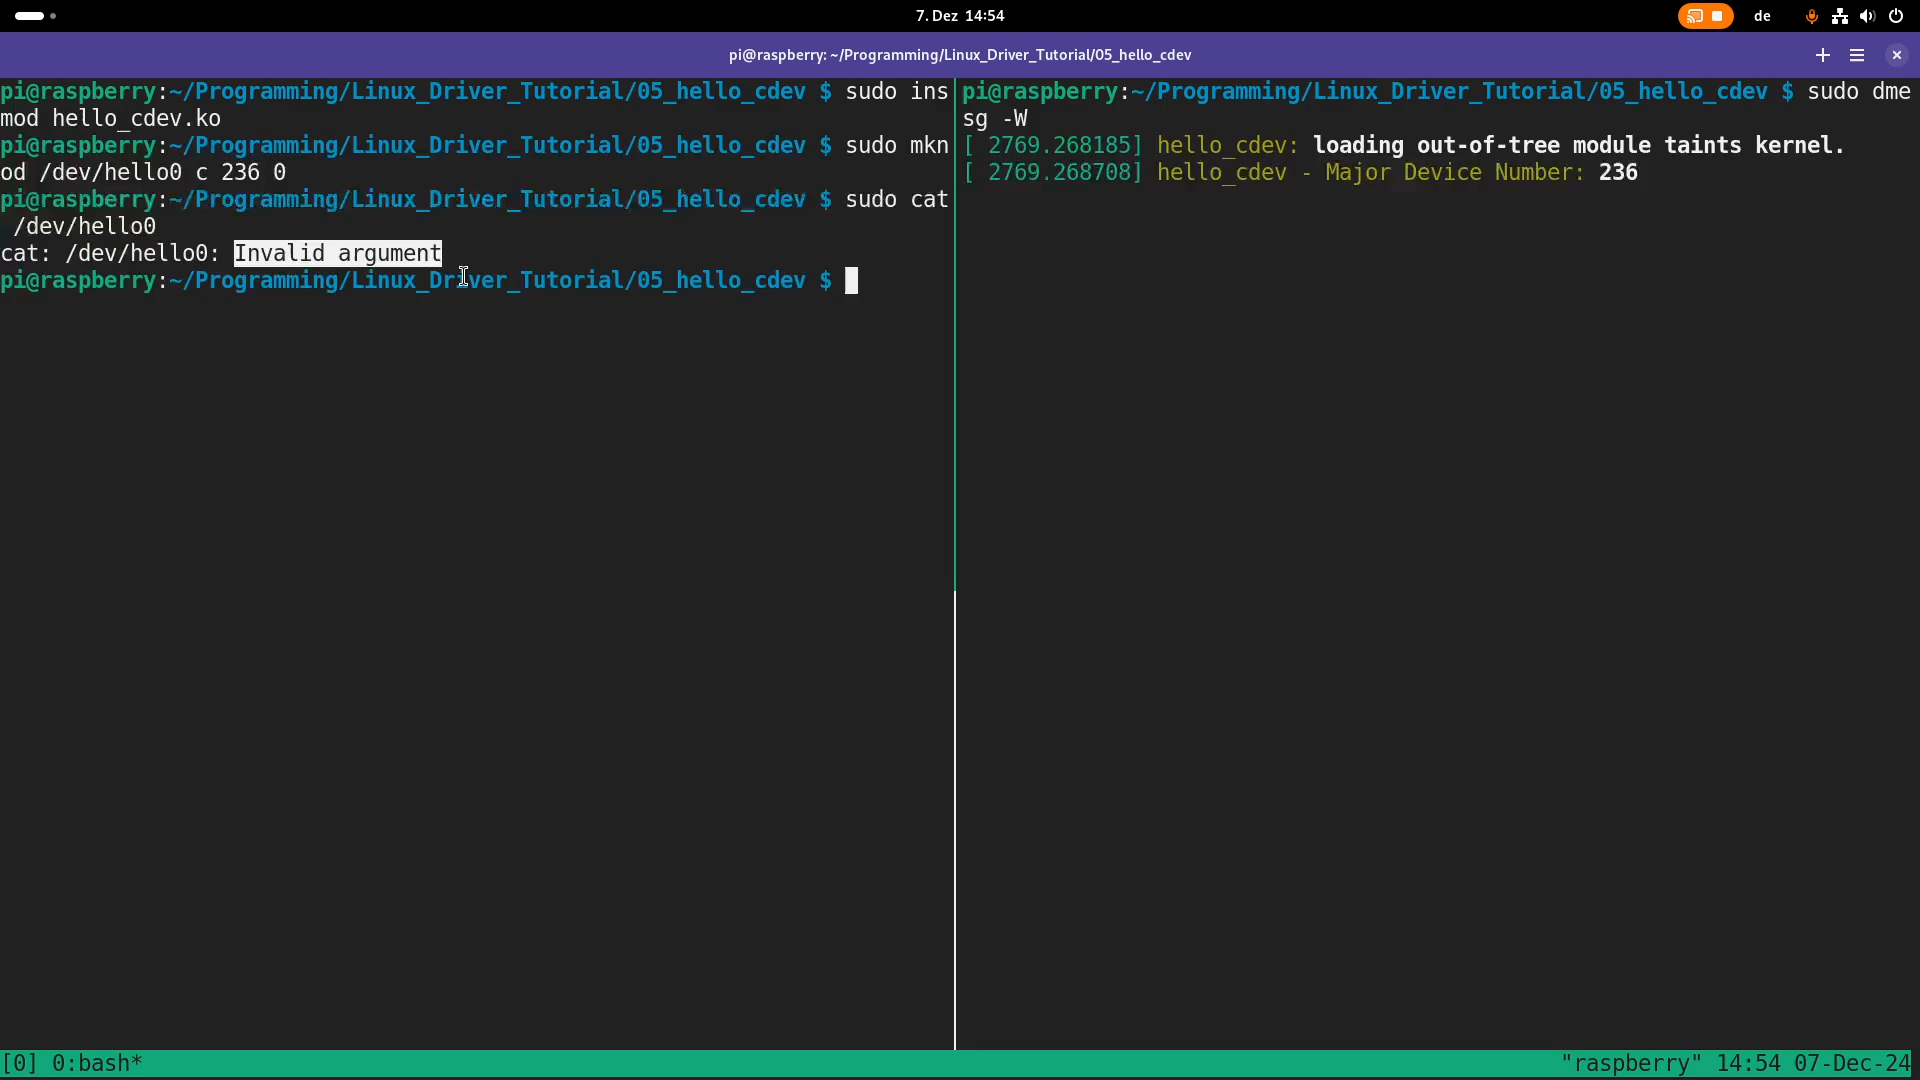 7. Dez 14:54
de
pi@raspberry: ~/Programming/Linux_Driver_Tutorial/05_hello_cdev
pi@raspberry:~/Programming/Linux_Driver_Tutorial/05_hello_cdev $ sudo ins
mod hello_cdev.ko
pi@raspberry:~/Programming/Linux_Driver_Tutorial/05_hello_cdev $ sudo mkn
od /dev/hello0 c 236 0
pi@raspberry:~/Programming/Linux_Driver_Tutorial/05_hello_cdev $ sudo cat
/dev/hello0
cat: /dev/hello0: Invalid argument
pi@raspberry:~/Programming/Linux_Driver_Tutorial/05_hello_cdev $
pi@raspberry:~/Programming/Linux_Driver_Tutorial/05_hello_cdev $ sudo dme
sg -W
[ 2769.268185] hello_cdev: loading out-of-tree module taints kernel.
[ 2769.268708] hello_cdev - Major Device Number: 236
[0] 0:bash*
"raspberry" 14:54 07-Dec-24